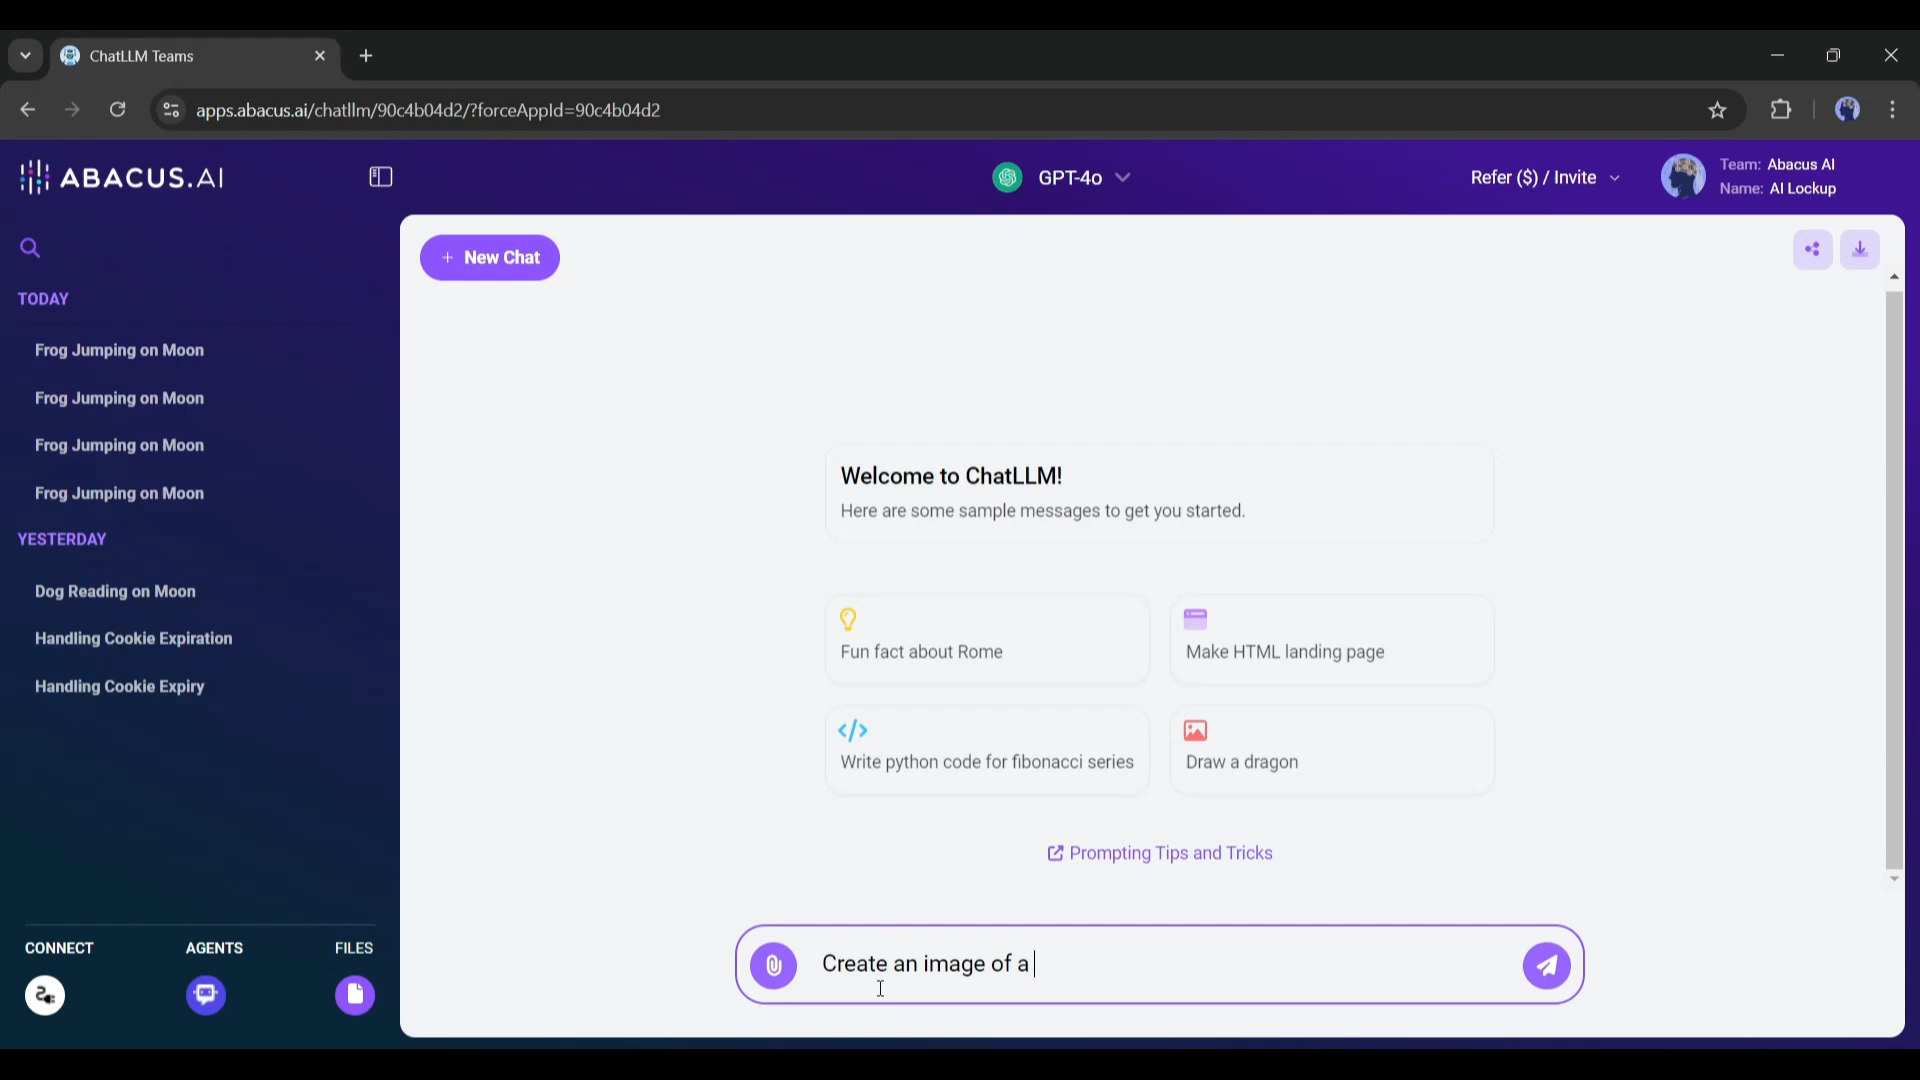 ChatLLM Teams
apps.abacus.ai/chatllm/90c4b04d2/?forceAppId=90c4b04d2
ABACUS.AI
GPT-4o
Refer ($) / Invite
Team: Abacus AI
Name: AI Lockup
+ New Chat
TODAY
Frog Jumping on Moon
Frog Jumping on Moon
Frog Jumping on Moon
Frog Jumping on Moon
YESTERDAY
Dog Reading on Moon
Handling Cookie Expiration
Handling Cookie Expiry
Welcome to ChatLLM!
Here are some sample messages to get you started.
Fun fact about Rome
Make HTML landing page
Write python code for fibonacci series
Draw a dragon
Prompting Tips and Tricks
CONNECT
AGENTS
FILES
Create an image of a